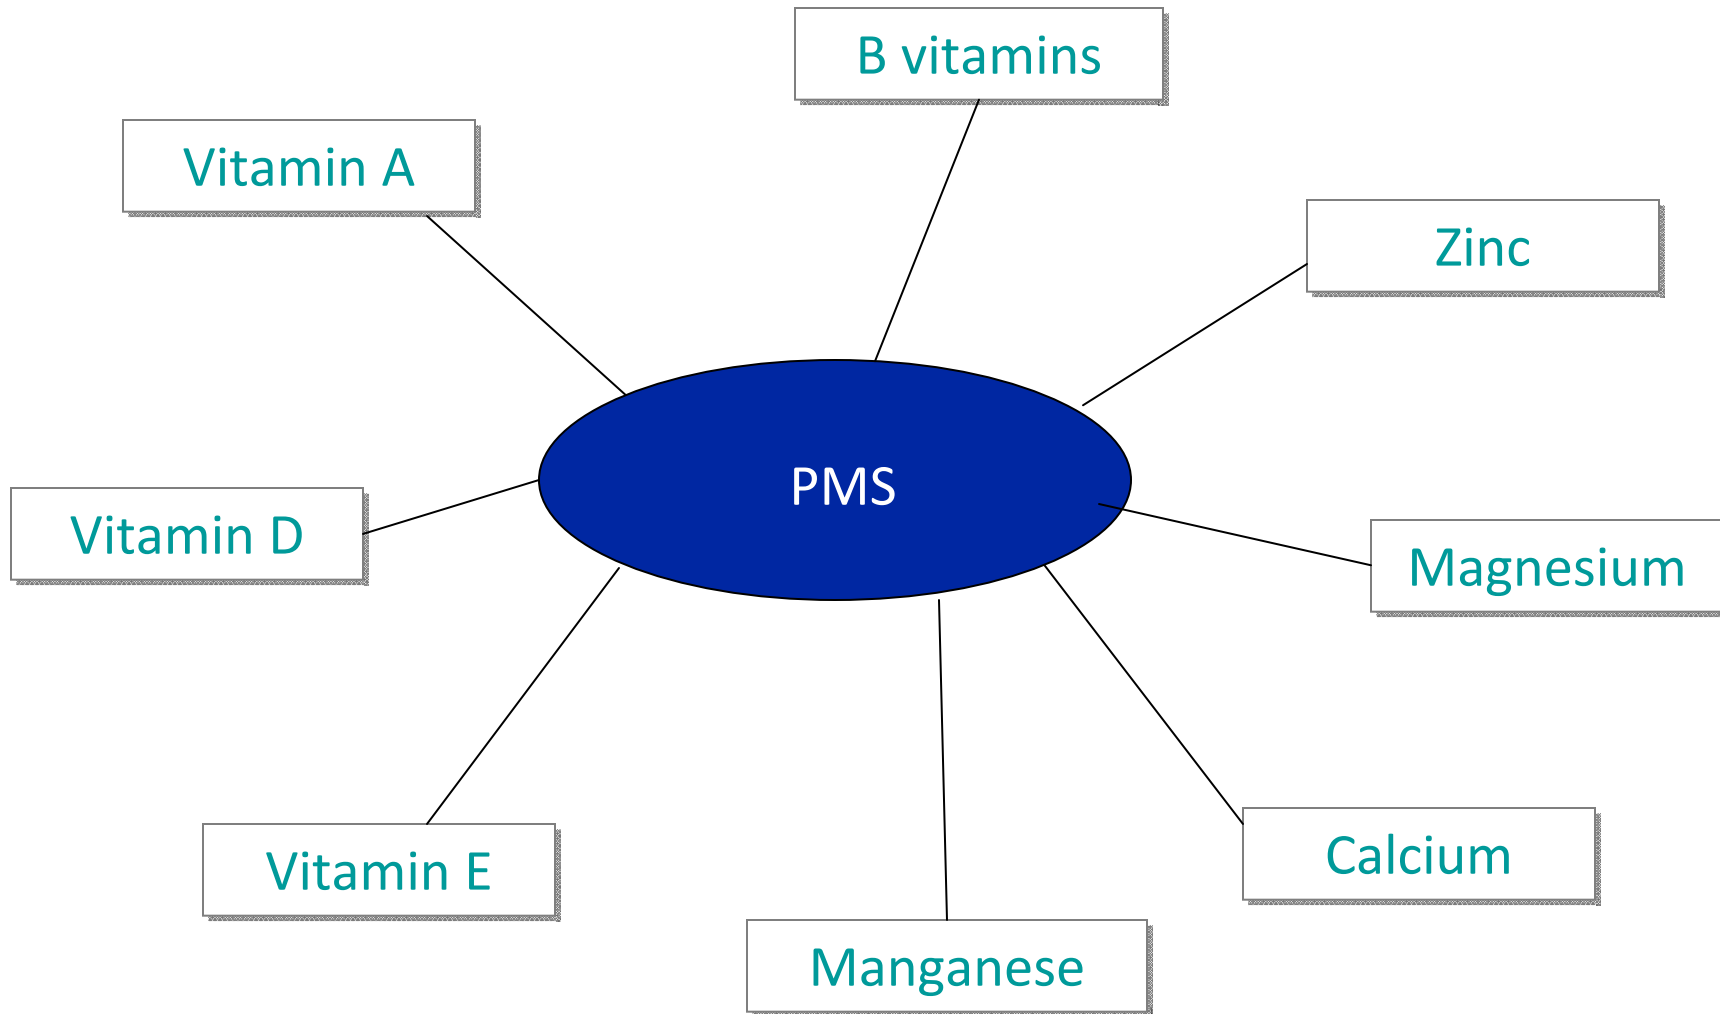 B vitamins
Vitamin A
Zinc
PMS
Vitamin D
Magnesium
Vitamin E
Calcium
Manganese